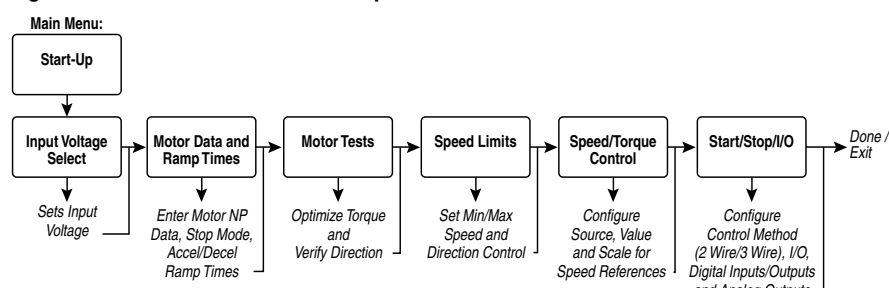 Main Menu:
Start-Up
Input Voltage
Select
Motor Data and
Ramp Times
Motor Tests
Speed Limits
Speed/Torque
Control
Start/Stop/I/O
Done /
Exit
Sets Input
Voltage
Enter Motor NP
Data, Stop Mode,
Accel/Decel
Ramp Times
Optimize Torque
and
Verify Direction
Set Min/Max
Speed and
Direction Control
Configure
Source, Value
and Scale for
Speed References
Configure
Control Method
(2 Wire/3 Wire), I/O,
Digital Inputs/Outputs
and Analog Outputs